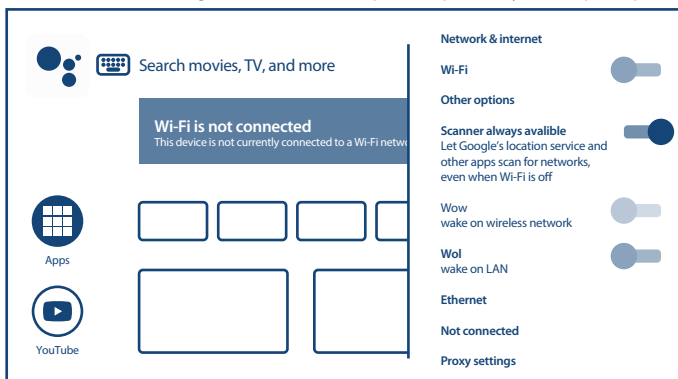 Search movies, TV, and more
Wi-Fi is not connected
This device is not currently connected to a Wi-Fi netwo
Apps
YouTube
Network & internet
Wi-Fi
Other options
Scanner always avalible
Let Google's location service and
other apps scan for networks,
even when Wi-Fi is off
Wow
wake on wireless network
Wol
wake on LAN
Ethernet
Not connected
Proxy settings